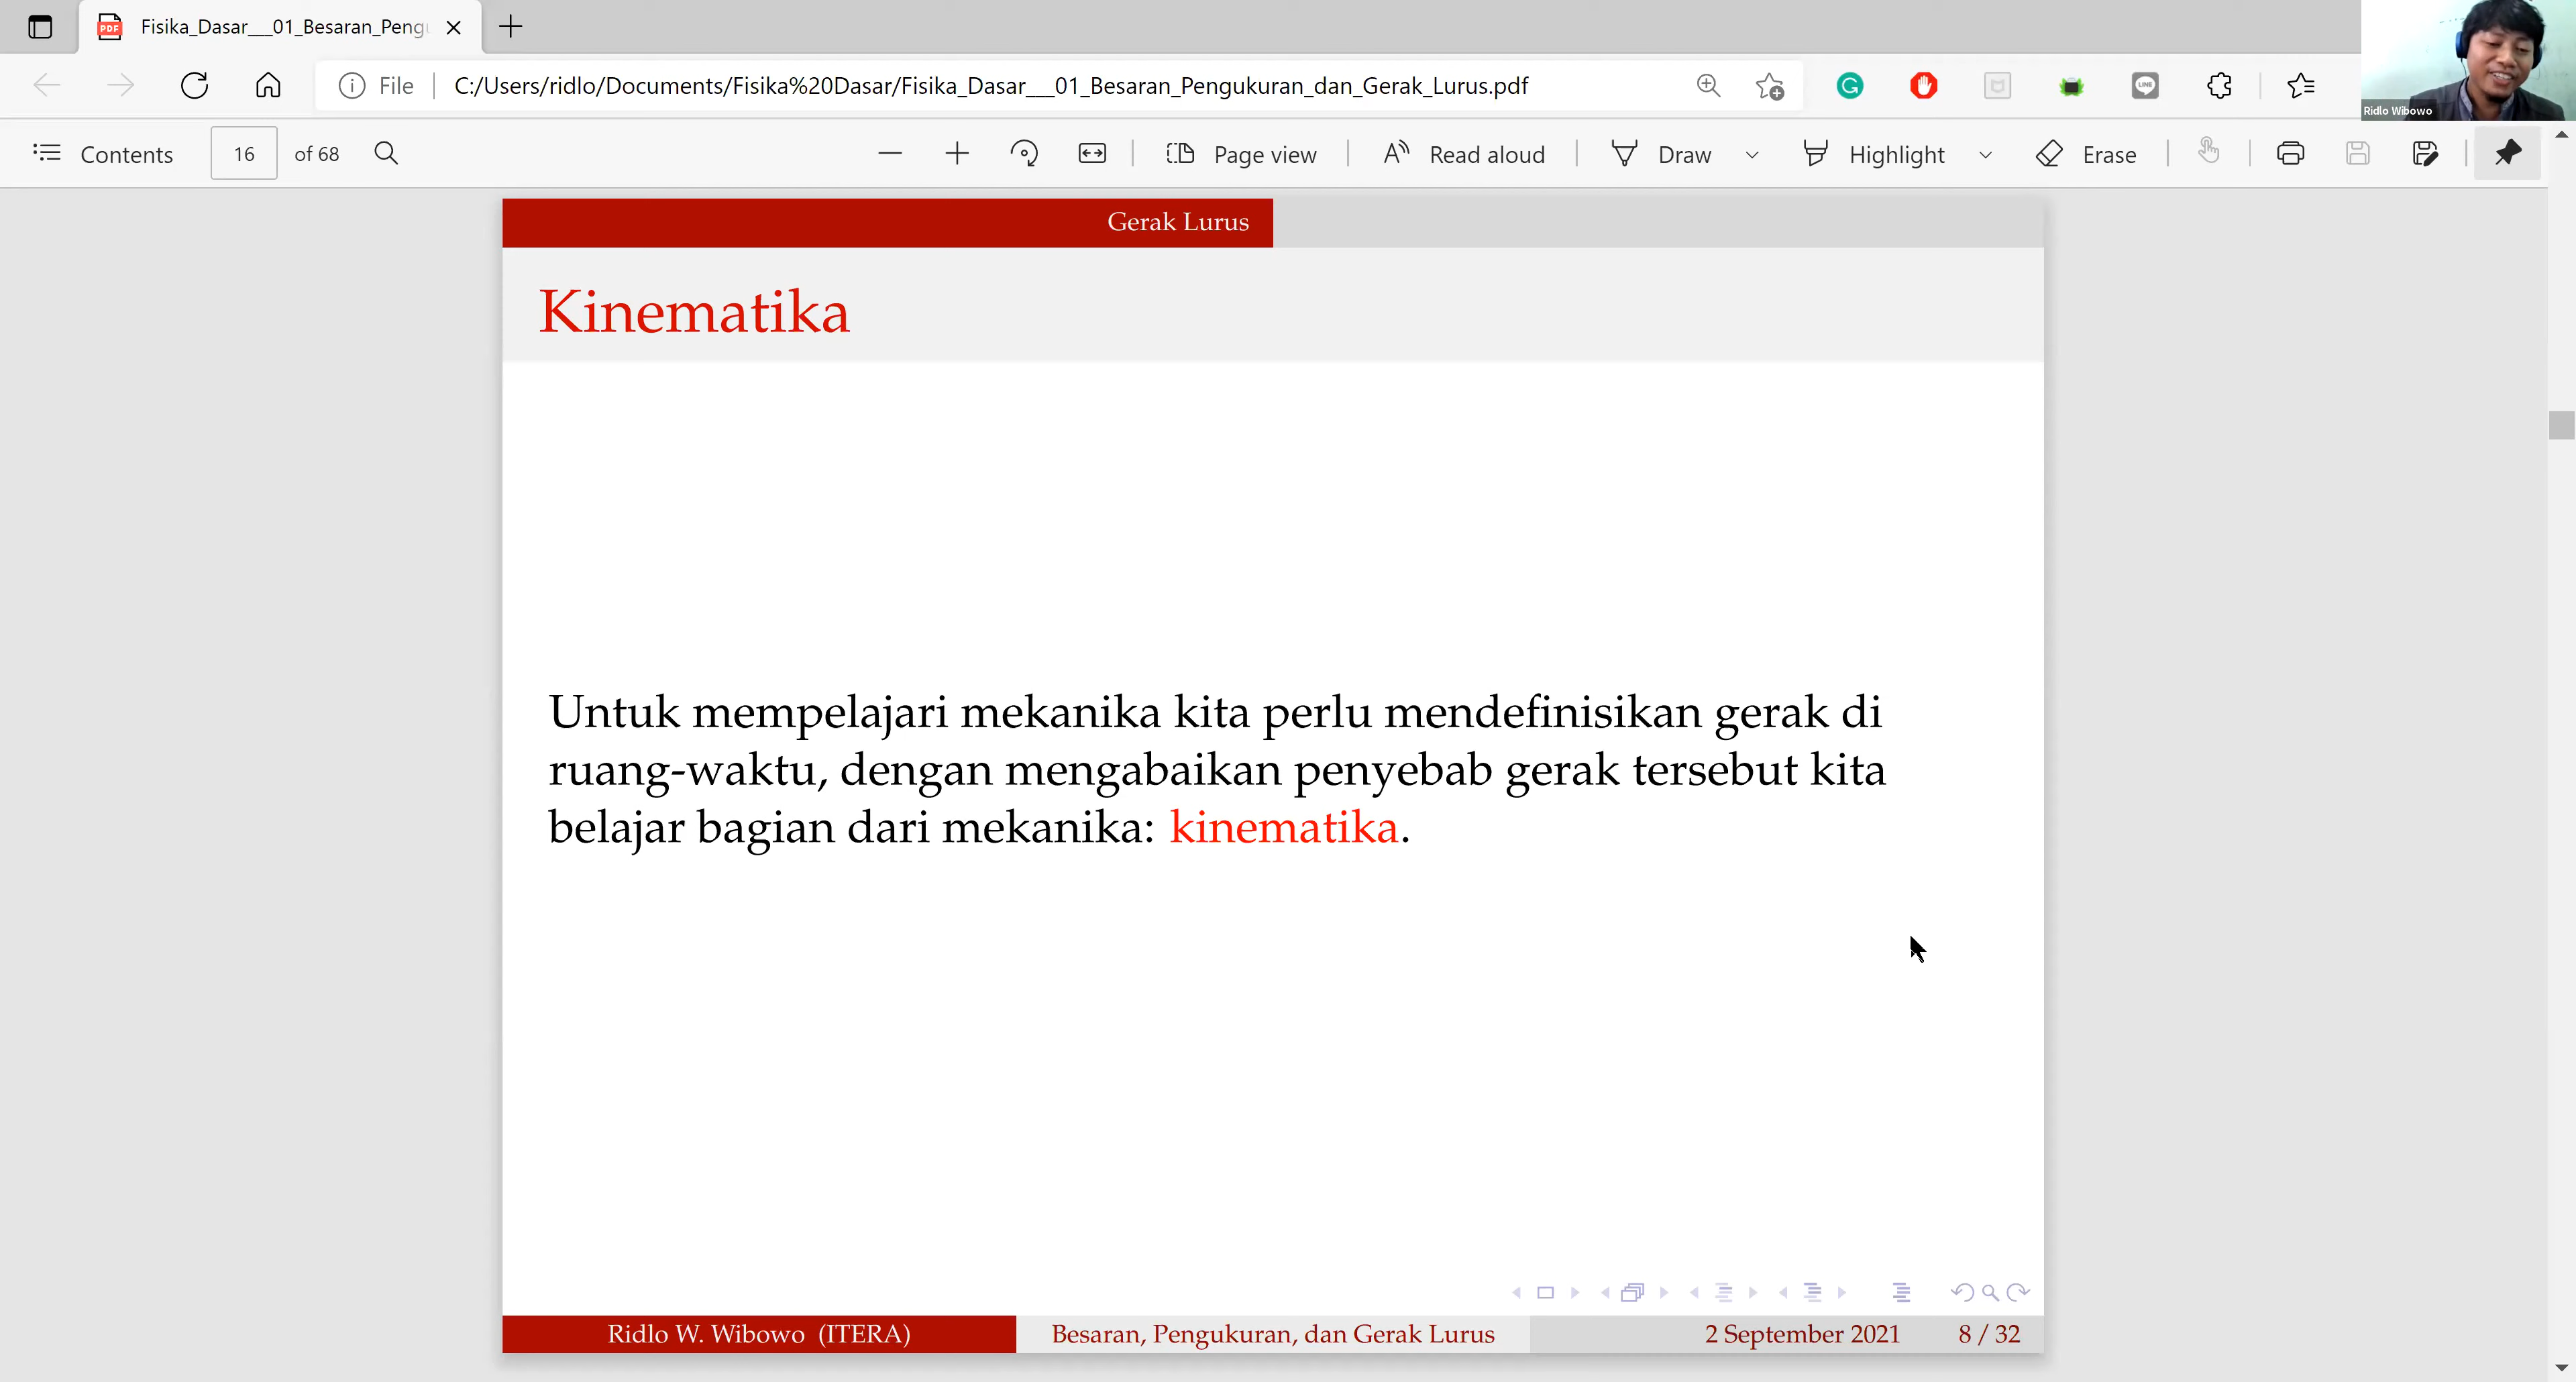 Fisika_Dasar___01_Besaran_Peng
File
C:/Users/ridlo/Documents/Fisika%20Dasar/Fisika_Dasar___01_Besaran_Pengukuran_dan_Gerak_Lurus.pdf
Ridlo Wibowo
Contents 16 of 68 Page view Read aloud Draw Highlight Erase
Gerak Lurus
Kinematika
Untuk mempelajari mekanika kita perlu mendefinisikan gerak di
ruang-waktu, dengan mengabaikan penyebab gerak tersebut kita
belajar bagian dari mekanika: kinematika.
Ridlo W. Wibowo (ITERA) Besaran, Pengukuran, dan Gerak Lurus 2 September 2021 8 / 32